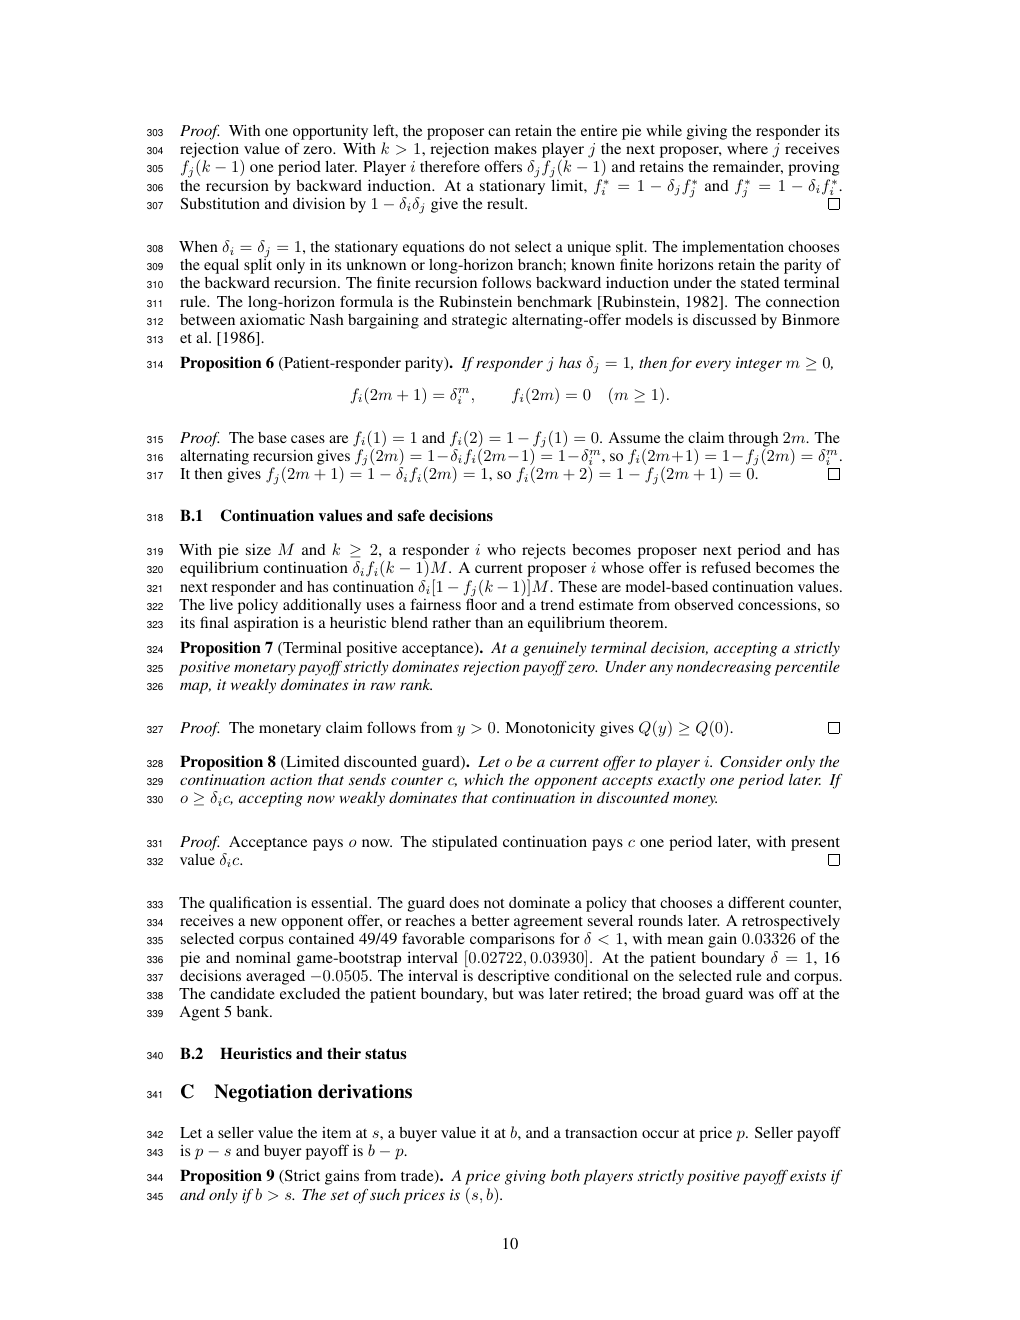 303 Proof. With one opportunity left, the proposer can retain the entire pie while giving the responder its
304 rejection value of zero. With k > 1, rejection makes player j the next proposer, where j receives
305 f_j(k − 1) one period later. Player i therefore offers δ_j f_j(k − 1) and retains the remainder, proving
306 the recursion by backward induction. At a stationary limit, f_i^* = 1 − δ_j f_j^* and f_j^* = 1 − δ_i f_i^*.
307 Substitution and division by 1 − δ_i δ_j give the result. □
308 When δ_i = δ_j = 1, the stationary equations do not select a unique split. The implementation chooses
309 the equal split only in its unknown or long-horizon branch; known finite horizons retain the parity of
310 the backward recursion. The finite recursion follows backward induction under the stated terminal
311 rule. The long-horizon formula is the Rubinstein benchmark [Rubinstein, 1982]. The connection
312 between axiomatic Nash bargaining and strategic alternating-offer models is discussed by Binmore
313 et al. [1986].
314 Proposition 6 (Patient-responder parity). If responder j has δ_j = 1, then for every integer m ≥ 0,
f_i(2m + 1) = δ_i^m, f_i(2m) = 0 (m ≥ 1).
315 Proof. The base cases are f_i(1) = 1 and f_i(2) = 1 − f_j(1) = 0. Assume the claim through 2m. The
316 alternating recursion gives f_j(2m) = 1−δ_i f_i(2m−1) = 1−δ_i^m, so f_i(2m+1) = 1−f_j(2m) = δ_i^m.
317 It then gives f_j(2m + 1) = 1 − δ_i f_i(2m) = 1, so f_i(2m + 2) = 1 − f_j(2m + 1) = 0. □
318 B.1 Continuation values and safe decisions
319 With pie size M and k ≥ 2, a responder i who rejects becomes proposer next period and has
320 equilibrium continuation δ_i f_i(k − 1)M. A current proposer i whose offer is refused becomes the
321 next responder and has continuation δ_i[1 − f_j(k − 1)]M. These are model-based continuation values.
322 The live policy additionally uses a fairness floor and a trend estimate from observed concessions, so
323 its final aspiration is a heuristic blend rather than an equilibrium theorem.
324 Proposition 7 (Terminal positive acceptance). At a genuinely terminal decision, accepting a strictly
325 positive monetary payoff strictly dominates rejection payoff zero. Under any nondecreasing percentile
326 map, it weakly dominates in raw rank.
327 Proof. The monetary claim follows from y > 0. Monotonicity gives Q(y) ≥ Q(0). □
328 Proposition 8 (Limited discounted guard). Let o be a current offer to player i. Consider only the
329 continuation action that sends counter c, which the opponent accepts exactly one period later. If
330 o ≥ δ_i c, accepting now weakly dominates that continuation in discounted money.
331 Proof. Acceptance pays o now. The stipulated continuation pays c one period later, with present
332 value δ_i c. □
333 The qualification is essential. The guard does not dominate a policy that chooses a different counter,
334 receives a new opponent offer, or reaches a better agreement several rounds later. A retrospectively
335 selected corpus contained 49/49 favorable comparisons for δ < 1, with mean gain 0.03326 of the
336 pie and nominal game-bootstrap interval [0.02722, 0.03930]. At the patient boundary δ = 1, 16
337 decisions averaged −0.0505. The interval is descriptive conditional on the selected rule and corpus.
338 The candidate excluded the patient boundary, but was later retired; the broad guard was off at the
339 Agent 5 bank.
340 B.2 Heuristics and their status
341 C Negotiation derivations
342 Let a seller value the item at s, a buyer value it at b, and a transaction occur at price p. Seller payoff
343 is p − s and buyer payoff is b − p.
344 Proposition 9 (Strict gains from trade). A price giving both players strictly positive payoff exists if
345 and only if b > s. The set of such prices is (s, b).
10